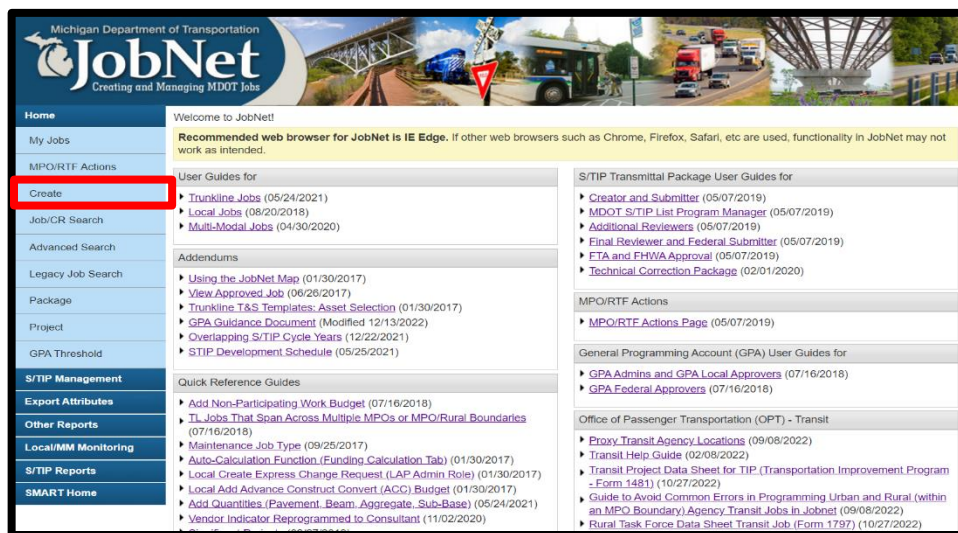 Michigan Department of Transportation
JobNet
Creating and Managing MDOT Jobs
Home
My Jobs
MPO/RTF Actions
Create
Job/CR Search
Advanced Search
Legacy Job Search
Package
Project
GPA Threshold
S/TIP Management
Export Attributes
Other Reports
Local/MM Monitoring
S/TIP Reports
SMART Home
Welcome to JobNet!
Recommended web browser for JobNet is IE Edge. If other web browsers such as Chrome, Firefox, Safari, etc are used, functionality in JobNet may not
work as intended.
User Guides for
Trunkline Jobs (05/24/2021)
Local Jobs (08/20/2018)
Multi-Modal Jobs (04/30/2020)
Addendums
Using the JobNet Map (01/30/2017)
View Approved Job (06/26/2017)
Trunkline T&S Templates: Asset Selection (01/30/2017)
GPA Guidance Document (Modified 12/13/2022)
Overlapping S/TIP Cycle Years (12/22/2021)
STIP Development Schedule (05/25/2021)
Quick Reference Guides
Add Non-Participating Work Budget (07/16/2018)
TL Jobs That Span Across Multiple MPOs or MPO/Rural Boundaries
(07/16/2018)
Maintenance Job Type (09/25/2017)
Auto-Calculation Function (Funding Calculation Tab) (01/30/2017)
Local Create Express Change Request (LAP Admin Role) (01/30/2017)
Local Add Advance Construct Convert (ACC) Budget (01/30/2017)
Add Quantities (Pavement, Beam, Aggregate, Sub-Base) (05/24/2021)
Vendor Indicator Reprogrammed to Consultant (11/02/2020)
S/TIP Transmittal Package User Guides for
Creator and Submitter (05/07/2019)
MDOT S/TIP List Program Manager (05/07/2019)
Additional Reviewers (05/07/2019)
Final Reviewer and Federal Submitter (05/07/2019)
FTA and FHWA Approval (05/07/2019)
Technical Correction Package (02/01/2020)
MPO/RTF Actions
MPO/RTF Actions Page (05/07/2019)
General Programming Account (GPA) User Guides for
GPA Admins and GPA Local Approvers (07/16/2018)
GPA Federal Approvers (07/16/2018)
Office of Passenger Transportation (OPT) - Transit
Proxy Transit Agency Locations (09/08/2022)
Transit Help Guide (02/08/2022)
Transit Project Data Sheet for TIP (Transportation Improvement Program
- Form 1481) (10/27/2022)
Guide to Avoid Common Errors in Programming Urban and Rural (within
an MPO Boundary) Agency Transit Jobs in Jobnet (09/08/2022)
Rural Task Force Data Sheet Transit Job (Form 1797) (10/27/2022)